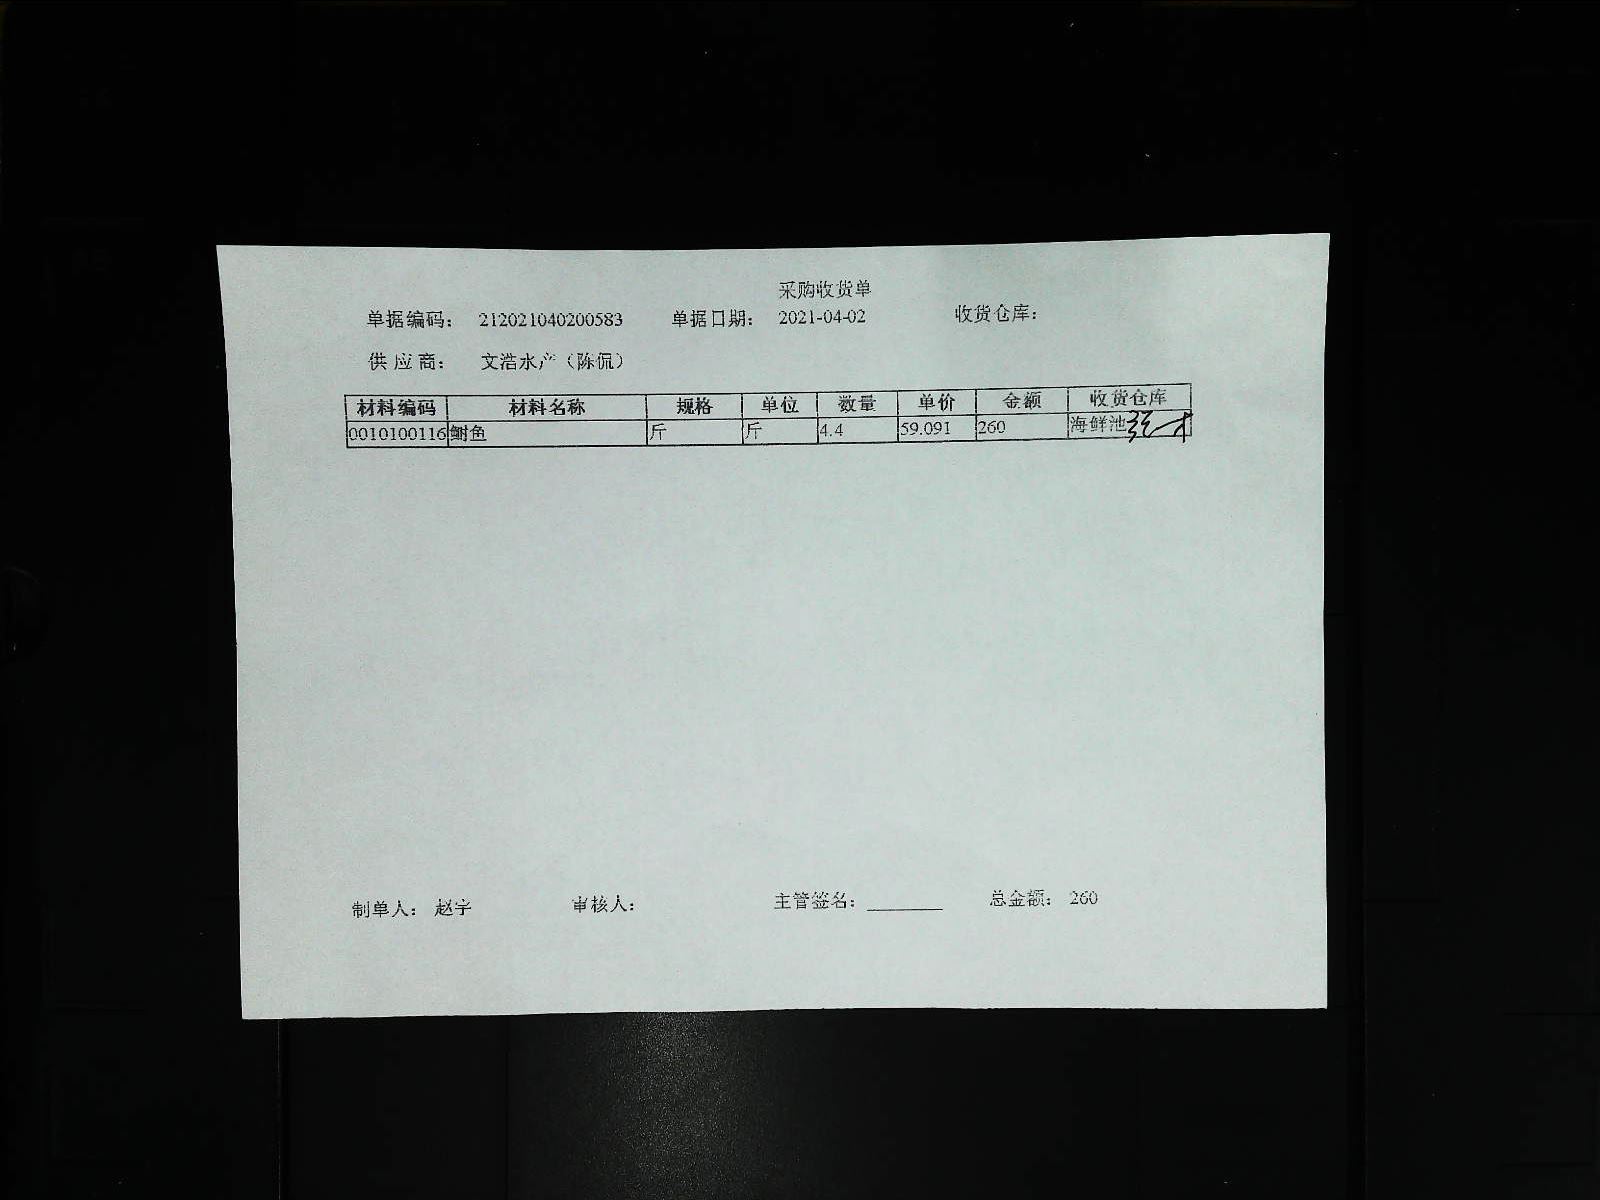 采购收货单
单据编码： 212021040200583 单据日期： 2021-04-02 收货仓库：
供应商： 文浩水产（陈侃）
材料编码 材料名称 规格 单位 数量 单价 金额 收货仓库
0010100116 鲥鱼 斤 斤 4.4 59.091 260 海鲜池
制单人： 赵宇 审核人： 主管签名：_______ 总金额： 260